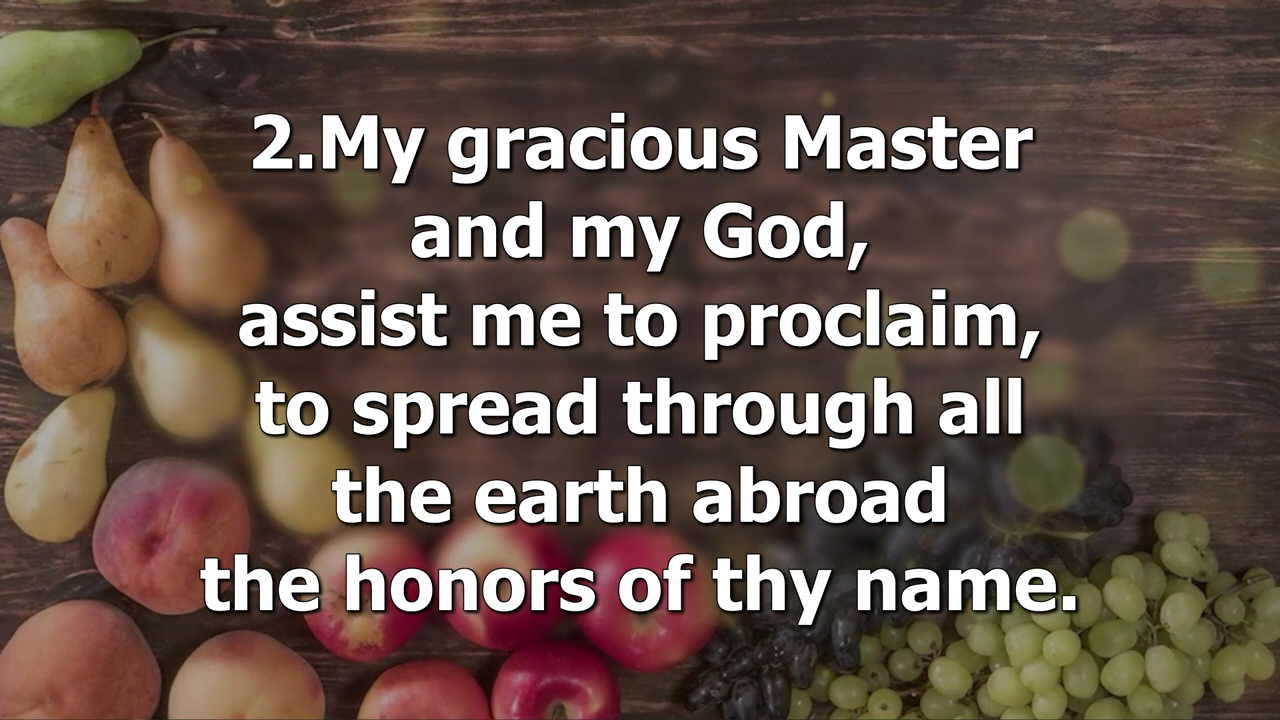 2.My gracious Master
and my God,
assist me to proclaim,
to spread through all
the earth abroad
the honors of thy name.